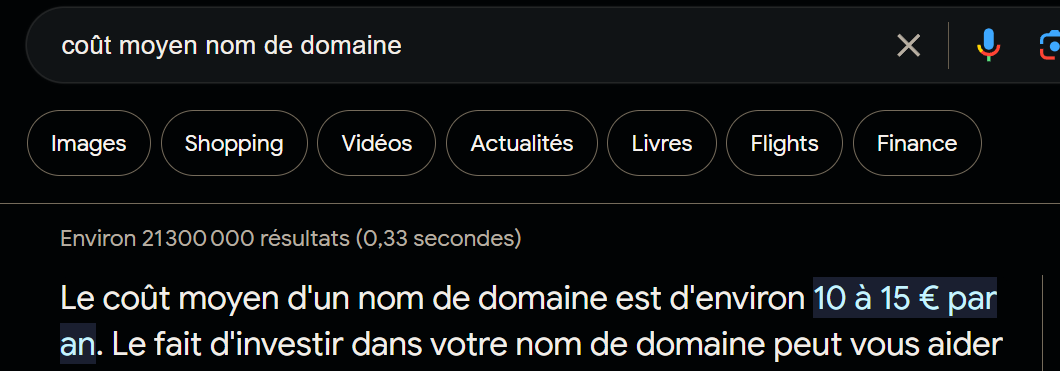 coût moyen nom de domaine
Images Shopping Vidéos Actualités Livres Flights Finance
Environ 21 300 000 résultats (0,33 secondes)
Le coût moyen d'un nom de domaine est d'environ 10 à 15 € par
an. Le fait d'investir dans votre nom de domaine peut vous aider